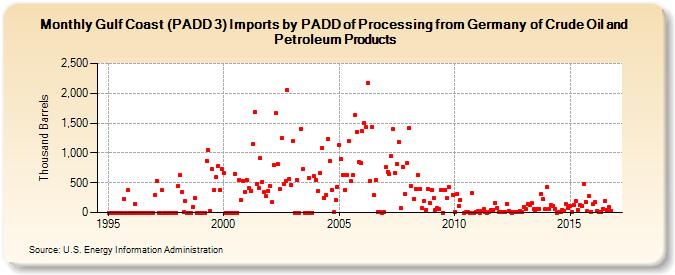 Monthly Gulf Coast (PADD 3) Imports by PADD of Processing from Germany of Crude Oil and
Petroleum Products
Thousand Barrels
2,500
2,000
1,500
1,000
500
0
1995
2000
2005
2010
2015
Source: U.S. Energy Information Administration